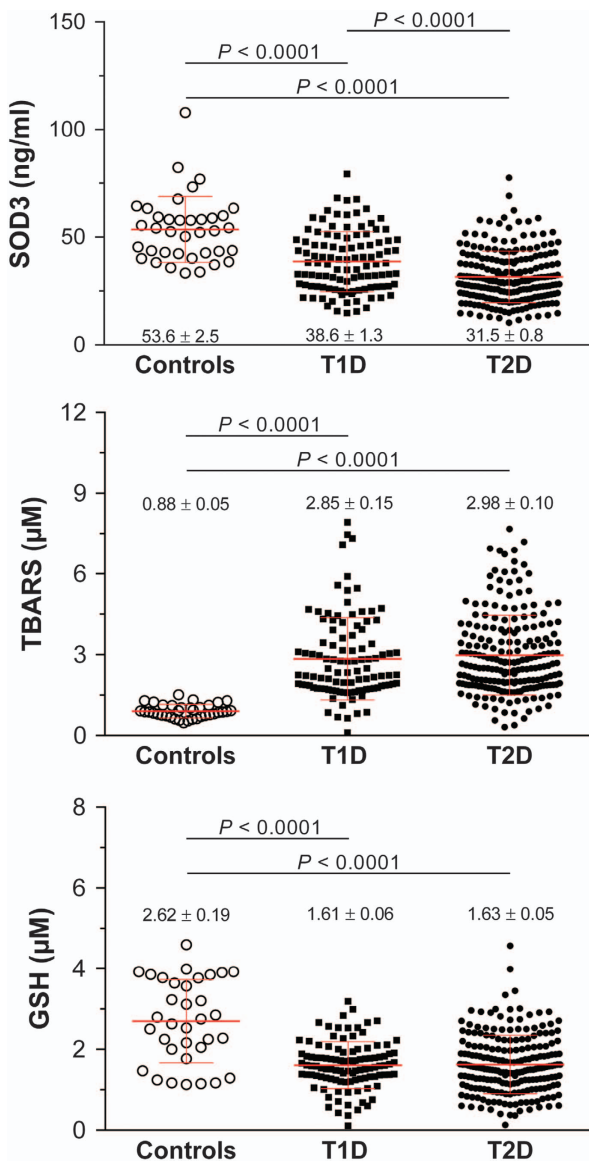 150
P < 0.0001
P < 0.0001
P < 0.0001
100
SOD3 (ng/ml)
50
0
53.6 ± 2.5
38.6 ± 1.3
31.5 ± 0.8
Controls
T1D
T2D
12
P < 0.0001
P < 0.0001
9
0.88 ± 0.05
2.85 ± 0.15
2.98 ± 0.10
TBARS (µM)
6
3
0
Controls
T1D
T2D
8
P < 0.0001
P < 0.0001
6
2.62 ± 0.19
1.61 ± 0.06
1.63 ± 0.05
GSH (µM)
4
2
0
Controls
T1D
T2D